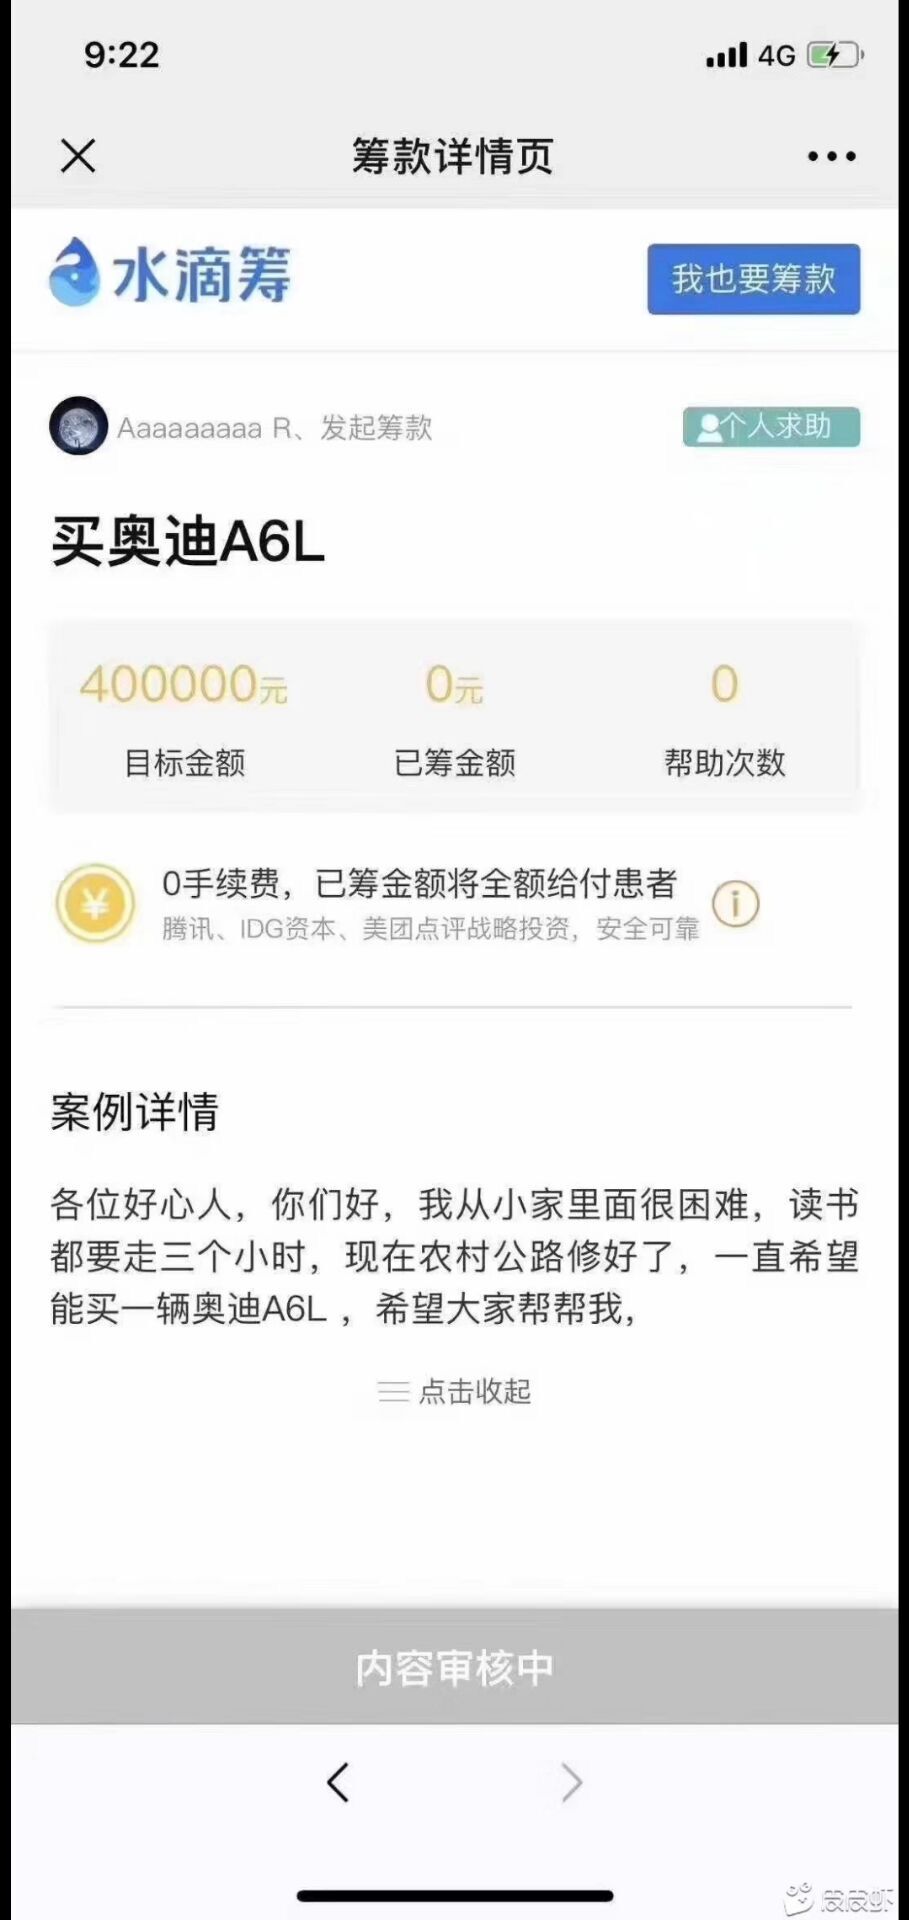 9:22
4G
筹款详情页
水滴筹
我也要筹款
Aaaaaaaaa R、发起筹款
个人求助
买奥迪A6L
400000元
0元
0
目标金额
已筹金额
帮助次数
0手续费，已筹金额将全额给付患者
腾讯、IDG资本、美团点评战略投资，安全可靠
案例详情
各位好心人，你们好，我从小家里面很困难，读书
都要走三个小时，现在农村公路修好了，一直希望
能买一辆奥迪A6L ，希望大家帮帮我，
点击收起
内容审核中
皮皮虾